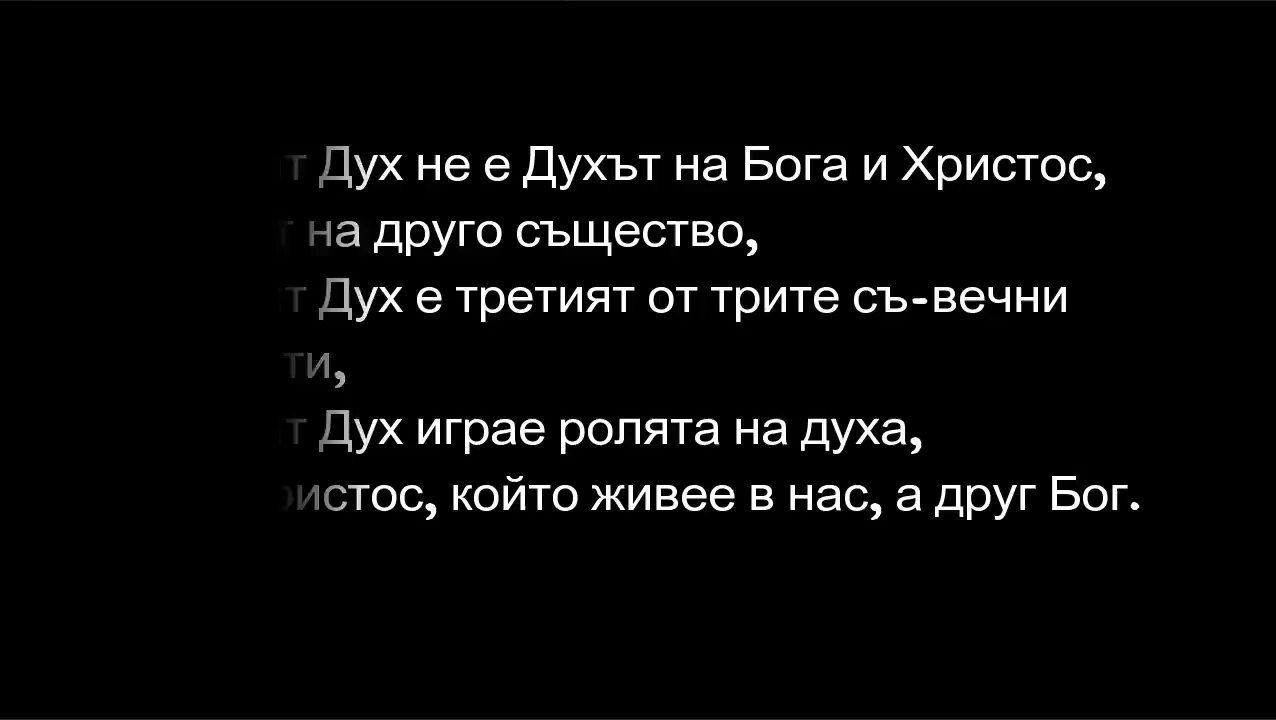 Дух не е Духът на Бога и Христос,
на друго същество,
Дух е третият от трите съ-вечни
Дух играе ролята на духа,
който живее в нас, а друг Бог.